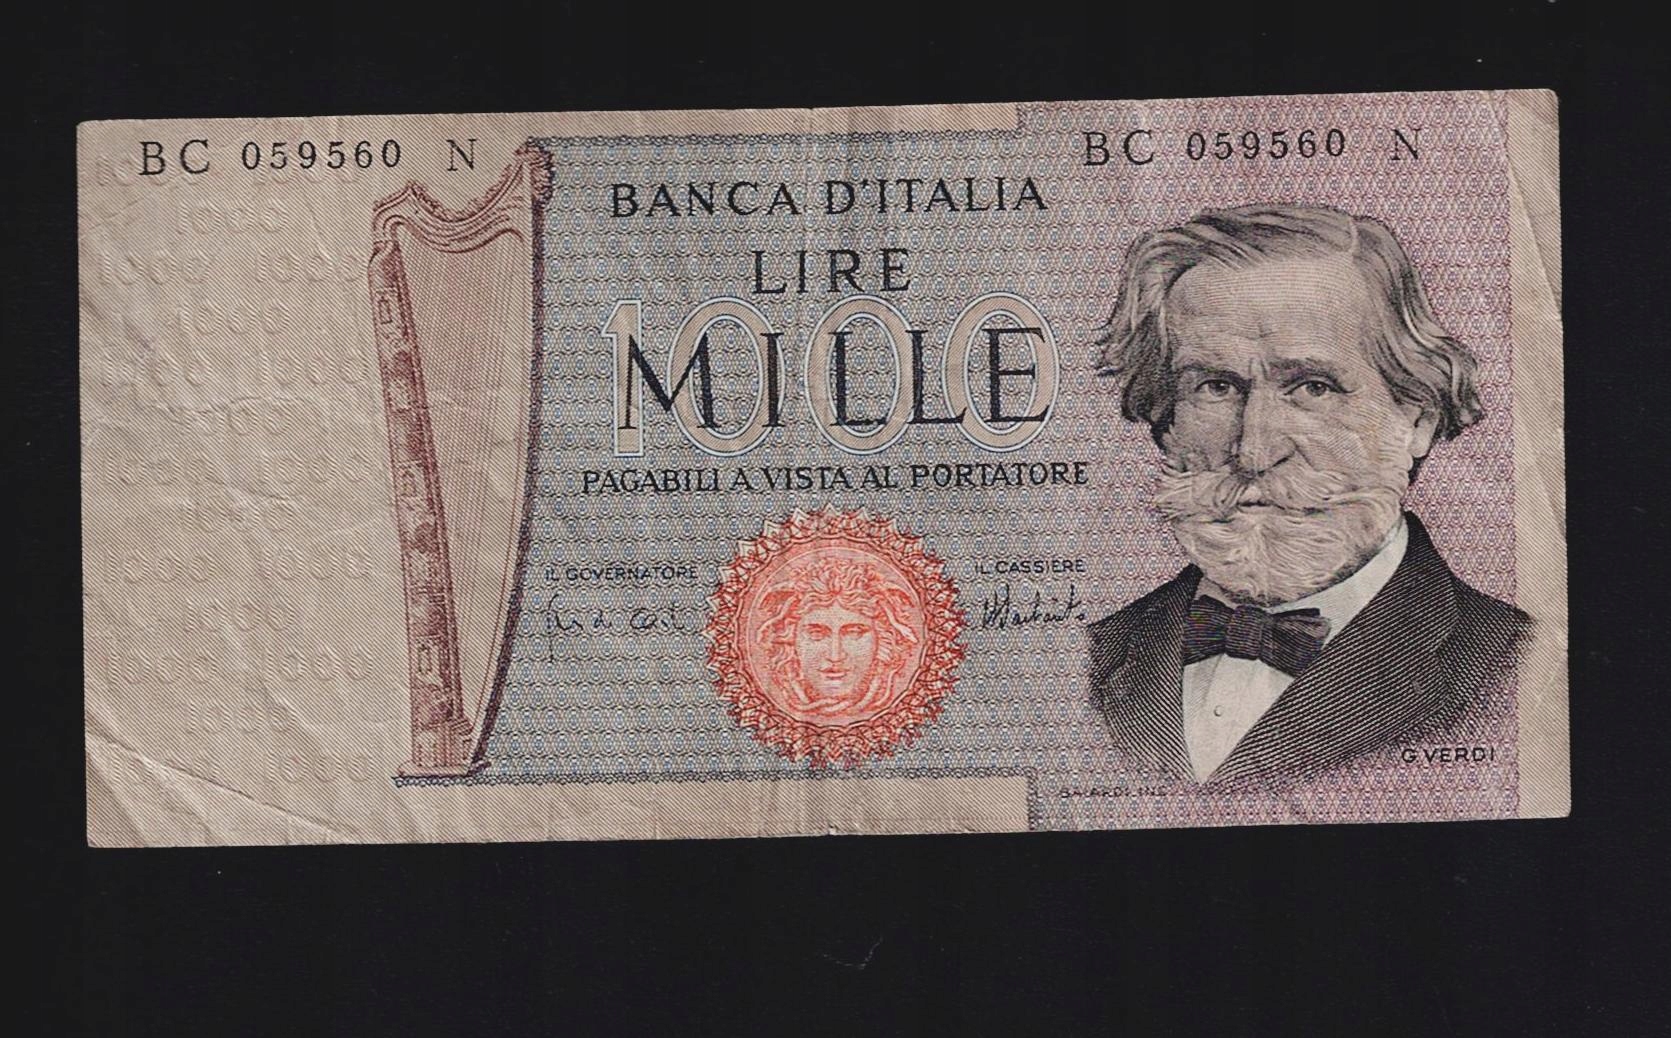 BC 059560 N
BC 059560 N
BANCA D'ITALIA
LIRE
1000
MILLE
PAGABILI A VISTA AL PORTATORE
IL GOVERNATORE
IL CASSIERE
G. VERDI